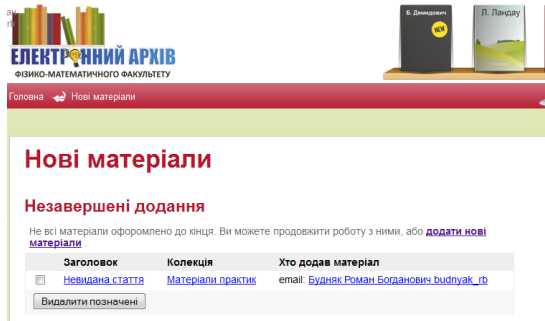 Б. Демидович
NEW
Л. Ландау
ЕЛЕКТРОННИЙ АРХІВ
ФІЗИКО-МАТЕМАТИЧНОГО ФАКУЛЬТЕТУ
Головна Нові матеріали
Нові матеріали
Незавершені додання
Не всі матеріали офоромлено до кінця. Ви можете продовжити роботу з ними, або додати нові
матеріали .
Заголовок Колекція Хто додав матеріал
Невидана стаття Матеріали практик email: Будняк Роман Богданович budnyak_rb
Видалити позначені